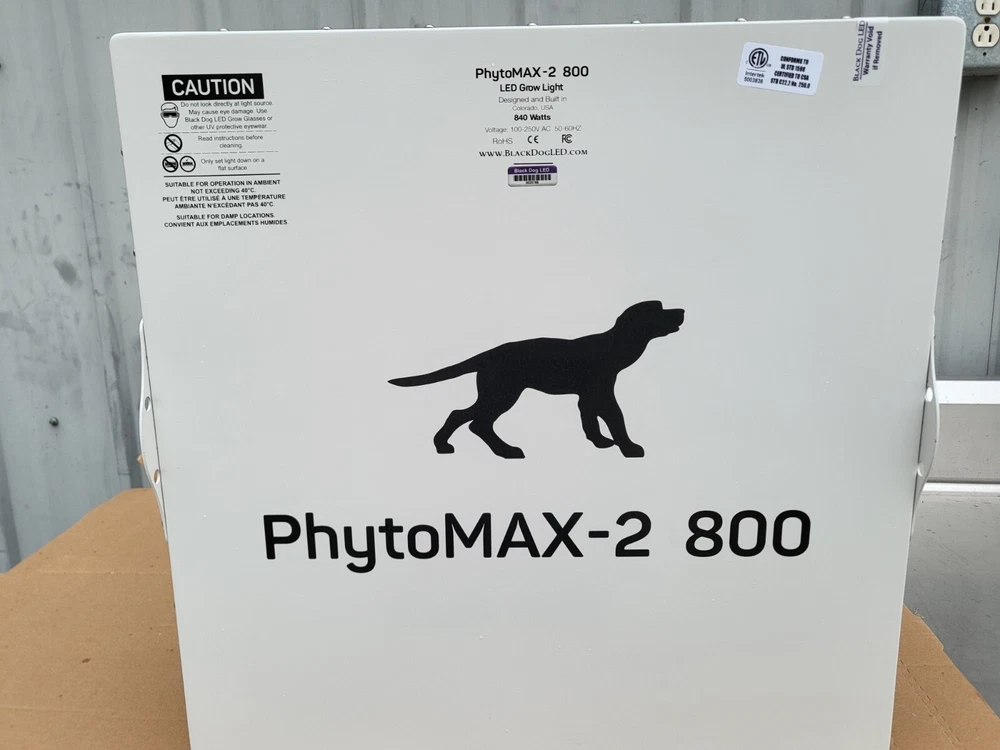 CAUTION
Do not look directly at light source.
May cause eye damage. Use
Black Dog LED Grow Glasses or
other UV protective eyewear.
Read instructions before
cleaning.
Only set light down on a
flat surface.
SUITABLE FOR OPERATION IN AMBIENT
NOT EXCEEDING 40°C.
PEUT ÊTRE UTILISÉ À UNE TEMPÉRATURE
AMBIANTE N'EXCÉDANT PAS 40°C.
SUITABLE FOR DAMP LOCATIONS.
CONVIENT AUX EMPLACEMENTS HUMIDES
PhytoMAX-2 800
LED Grow Light
Designed and Built in
Colorado, USA
840 Watts
Voltage: 100-250V AC 50-60HZ
RoHS CE FC
WWW.BLACKDOGLED.COM
Black Dog LED
ETL
Intertek
5003836
CONFORMS TO
UL STD 1598
CERTIFIED TO CSA
STD C22.2 No. 250.0
BLACK DOG LED
Warranty Void
if Removed
PhytoMAX-2 800